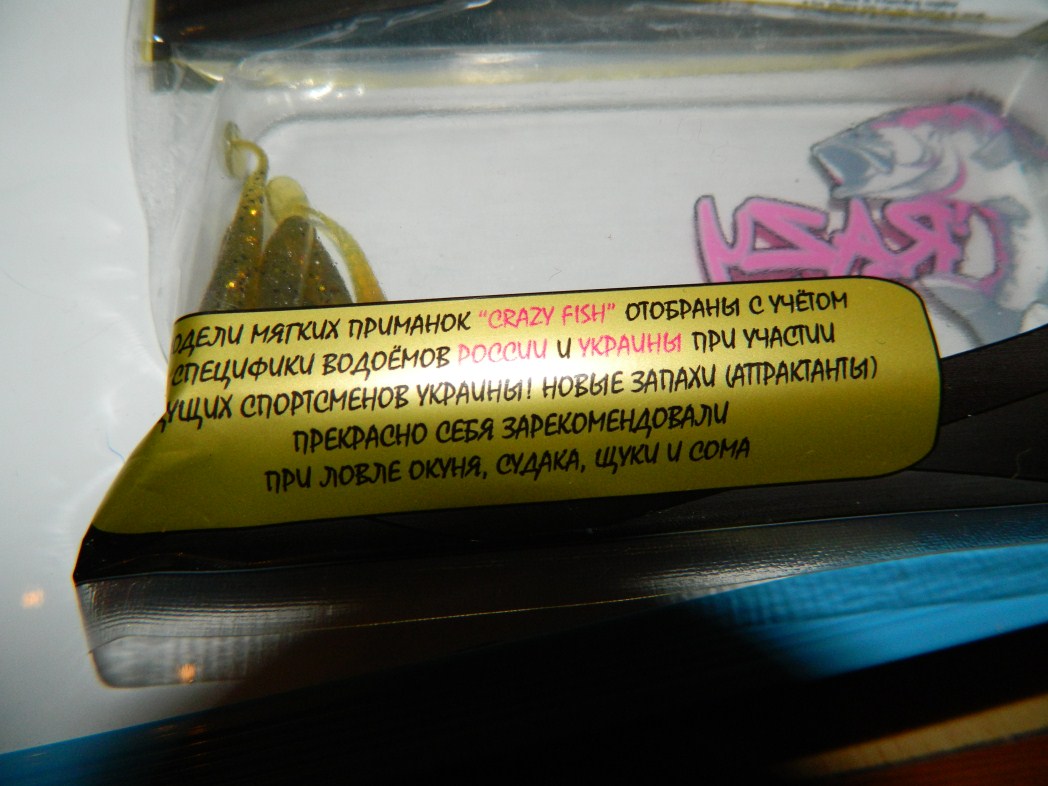 CRAZY
ОДЕЛИ МЯГКИХ ПРИМАНОК "CRAZY FISH" ОТОБРАНЫ С УЧЁТОМ
СПЕЦИФИКИ ВОДОЁМОВ РОССИИ И УКРАИНЫ ПРИ УЧАСТИИ
УЩИХ СПОРТСМЕНОВ УКРАИНЫ! НОВЫЕ ЗАПАХИ (АТТРАКТАНТЫ)
ПРЕКРАСНО СЕБЯ ЗАРЕКОМЕНДОВАЛИ
ПРИ ЛОВЛЕ ОКУНЯ, СУДАКА, ЩУКИ И СОМА